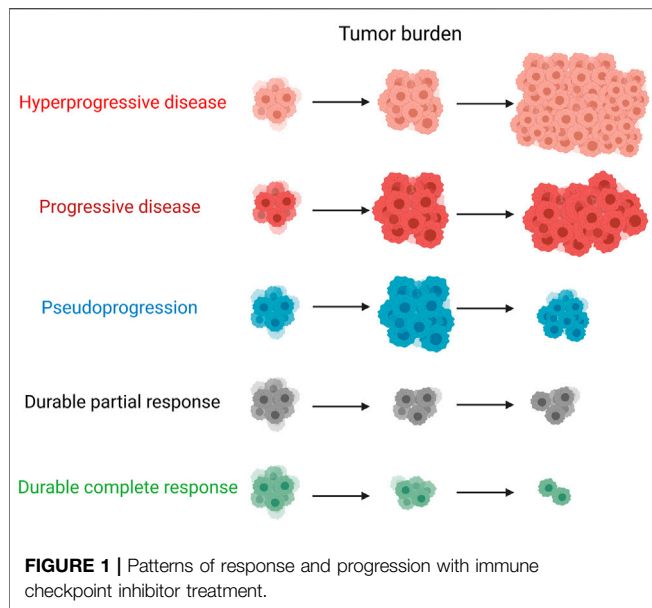 Tumor burden
Hyperprogressive disease
Progressive disease
Pseudoprogression
Durable partial response
Durable complete response
FIGURE 1 | Patterns of response and progression with immune
checkpoint inhibitor treatment.